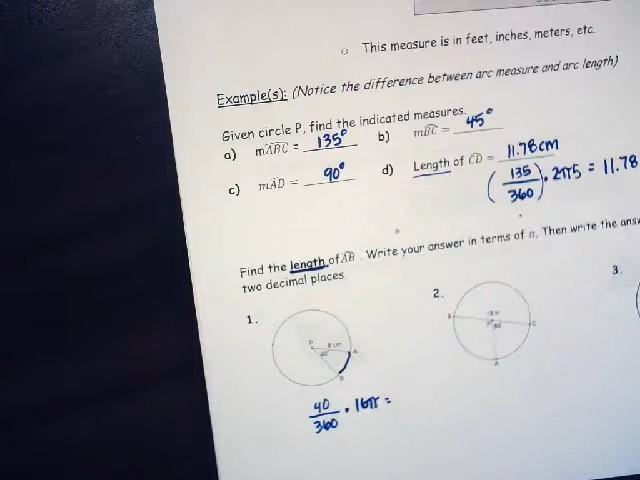 This measure is in feet, inches, meters, etc.
Example(s): (Notice the difference between arc measure and arc length)
Given circle P, find the indicated measures.
a) mABC = 135°
b) mBC = 45°
c) mAD = 90°
d) Length of CD = 11.78cm
(135/360) · 2π5 = 11.78
Find the length of AB . Write your answer in terms of π. Then write the answ
two decimal places.
1.
2.
3.
P
8 cm
A
40
B
B
P
C
A
40/360 · 16π =